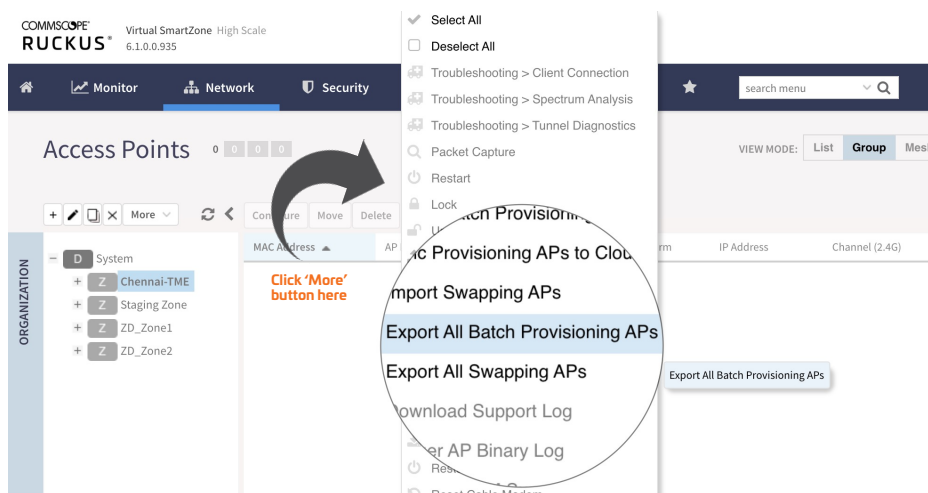 COMMSCOPE®
RUCKUS®
Virtual SmartZone High Scale
6.1.0.0.935
Monitor
Network
Security
search menu
Access Points 0 0 0 0
VIEW MODE: List Group
More
Move Delete
MAC Address
AP
IP Address
Channel (2.4G)
ORGANIZATION
D System
Z Chennai-TME
Z Staging Zone
Z ZD_Zone1
Z ZD_Zone2
Click ‘More’
button here
Select All
Deselect All
Troubleshooting > Client Connection
Troubleshooting > Spectrum Analysis
Troubleshooting > Tunnel Diagnostics
Packet Capture
Restart
Lock
Provisioning
Provisioning APs to
Swapping APs
Export All Batch Provisioning APs
Export All Swapping APs
Support Log
AP Binary Log
Reset Cable Modem
Export All Batch Provisioning APs